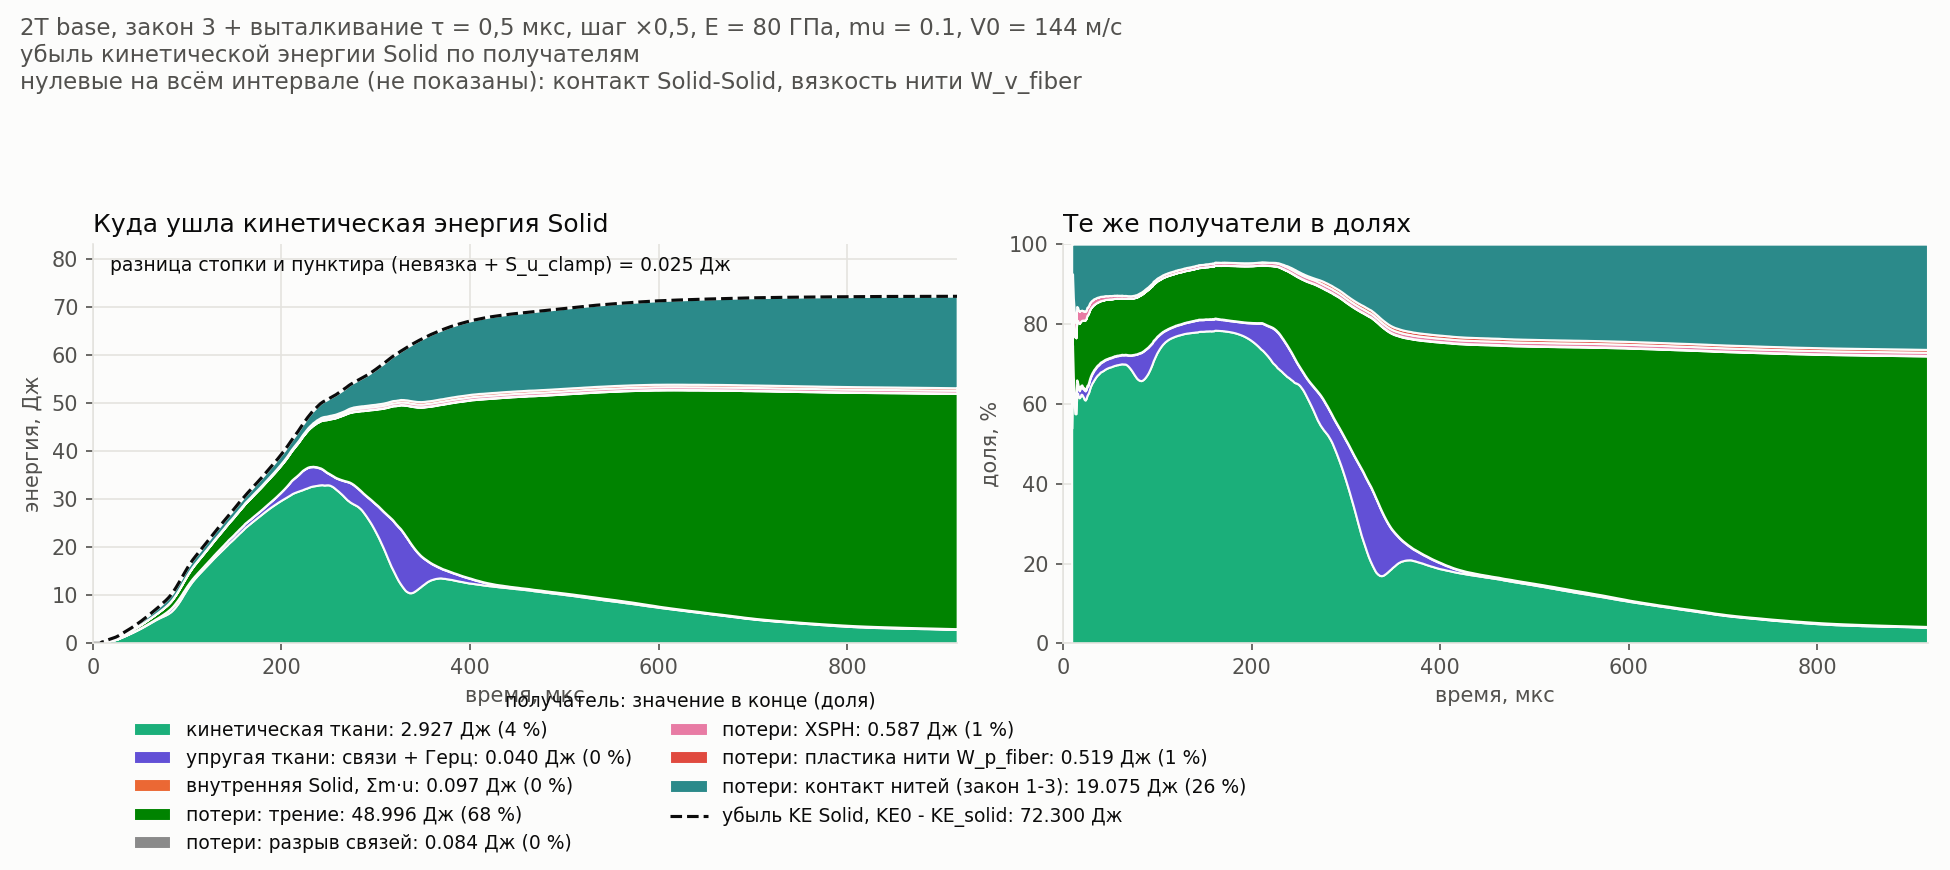 2T base, закон 3 + выталкивание τ = 0,5 мкс, шаг ×0,5, E = 80 ГПа, mu = 0.1, V0 = 144 м/с
убыль кинетической энергии Solid по получателям
нулевые на всём интервале (не показаны): контакт Solid-Solid, вязкость нити W_v_fiber
Куда ушла кинетическая энергия Solid
разница стопки и пунктира (невязка + S_u_clamp) = 0.025 Дж
энергия, Дж
80
70
60
50
40
30
20
10
0
0 200 400 600 800
время, мкс
Те же получатели в долях
доля, %
100
80
60
40
20
0
0 200 400 600 800
время, мкс
получатель: значение в конце (доля)
кинетическая ткани: 2.927 Дж (4 %)
упругая ткани: связи + Герц: 0.040 Дж (0 %)
внутренняя Solid, Σm·u: 0.097 Дж (0 %)
потери: трение: 48.996 Дж (68 %)
потери: разрыв связей: 0.084 Дж (0 %)
потери: XSPH: 0.587 Дж (1 %)
потери: пластика нити W_p_fiber: 0.519 Дж (1 %)
потери: контакт нитей (закон 1-3): 19.075 Дж (26 %)
убыль KE Solid, KE0 - KE_solid: 72.300 Дж